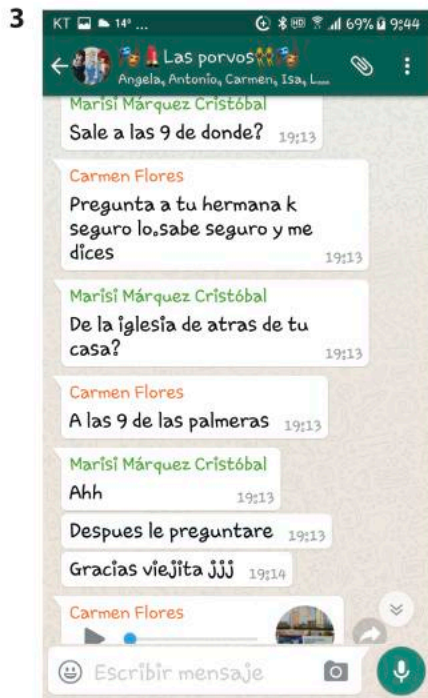 3
KT 14° ... HD 69% 9:44
Las porvos
Angela, Antonio, Carmen, Isa, L...
Marisi Márquez Cristóbal
Sale a las 9 de donde? 19:13
Carmen Flores
Pregunta a tu hermana k
seguro lo.sabe seguro y me
dices
19:13
Marisi Márquez Cristóbal
De la iglesia de atras de tu
casa?
19:13
Carmen Flores
A las 9 de las palmeras 19:13
Marisi Márquez Cristóbal
Ahh
19:13
Despues le preguntare 19:13
Gracias viejita jjj 19:14
Carmen Flores
Escribir mensaje